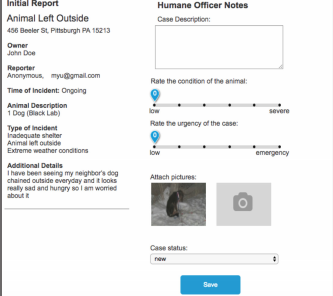 Initial Report
Animal Left Outside
456 Beeler St, Pittsburgh PA 15213
Owner
John Doe
Reporter
Anonymous, myu@gmail.com
Time of Incident: Ongoing
Animal Description
1 Dog (Black Lab)
Type of Incident
Inadequate shelter
Animal left outside
Extreme weather conditions
Additional Details
I have been seeing my neighbor's dog
chained outside everyday and it looks
really sad and hungry so I am worried
about it
Humane Officer Notes
Case Description:
Rate the condition of the animal:
0
low severe
Rate the urgency of the case:
0
low emergency
Attach pictures:
Case status:
new
Save